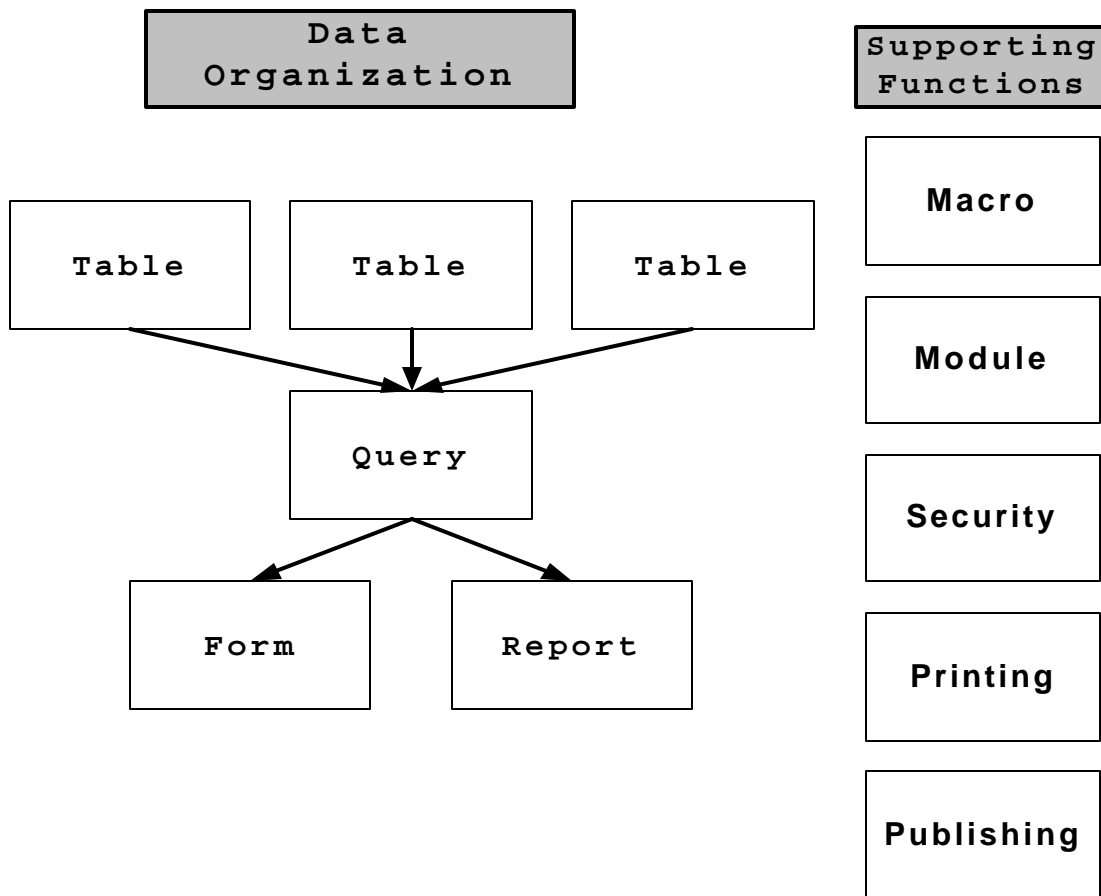 Data
Organization
Supporting
Functions
Table
Table
Table
Query
Form
Report
Macro
Module
Security
Printing
Publishing